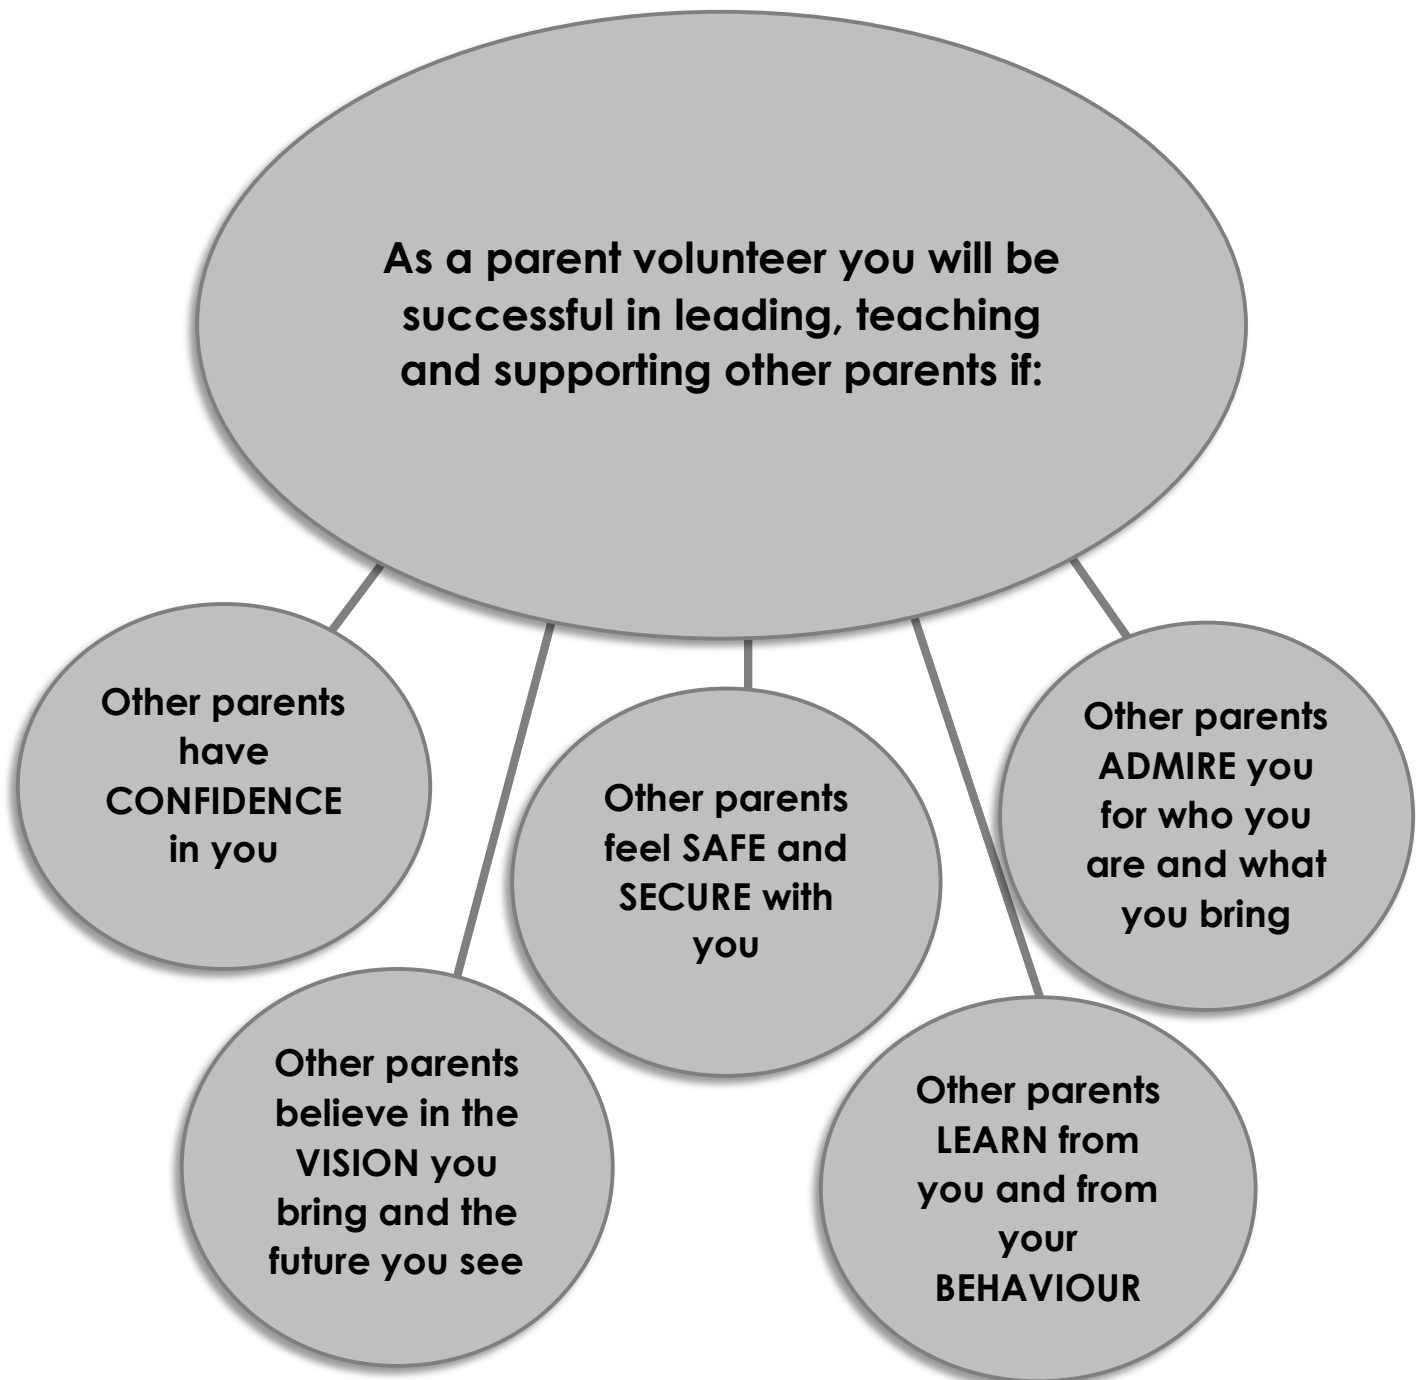 As a parent volunteer you will be
successful in leading, teaching
and supporting other parents if:
Other parents
have
CONFIDENCE
in you
Other parents
believe in the
VISION you
bring and the
future you see
Other parents
feel SAFE and
SECURE with
you
Other parents
LEARN from
you and from
your
BEHAVIOUR
Other parents
ADMIRE you
for who you
are and what
you bring